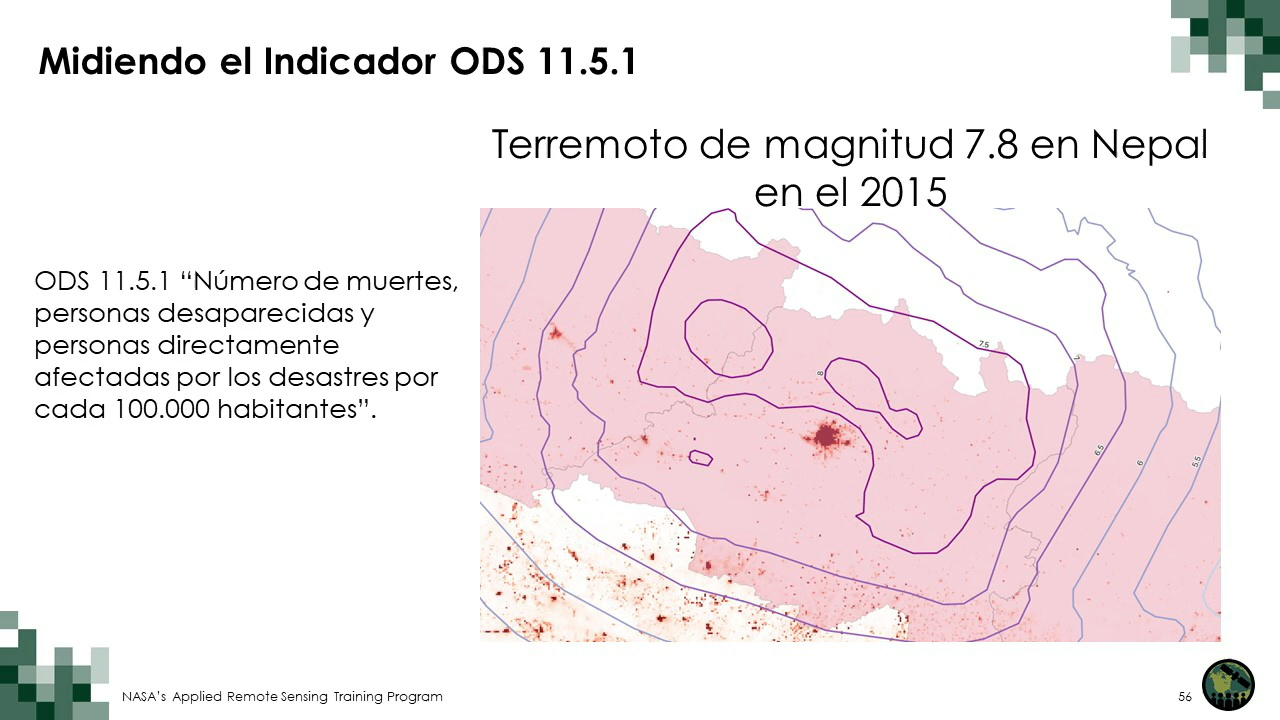 Midiendo el Indicador ODS 11.5.1
Terremoto de magnitud 7.8 en Nepal
en el 2015
ODS 11.5.1 “Número de muertes,
personas desaparecidas y
personas directamente
afectadas por los desastres por
cada 100.000 habitantes”.
7.5
7
8
6.5
6
5.5
NASA's Applied Remote Sensing Training Program
56